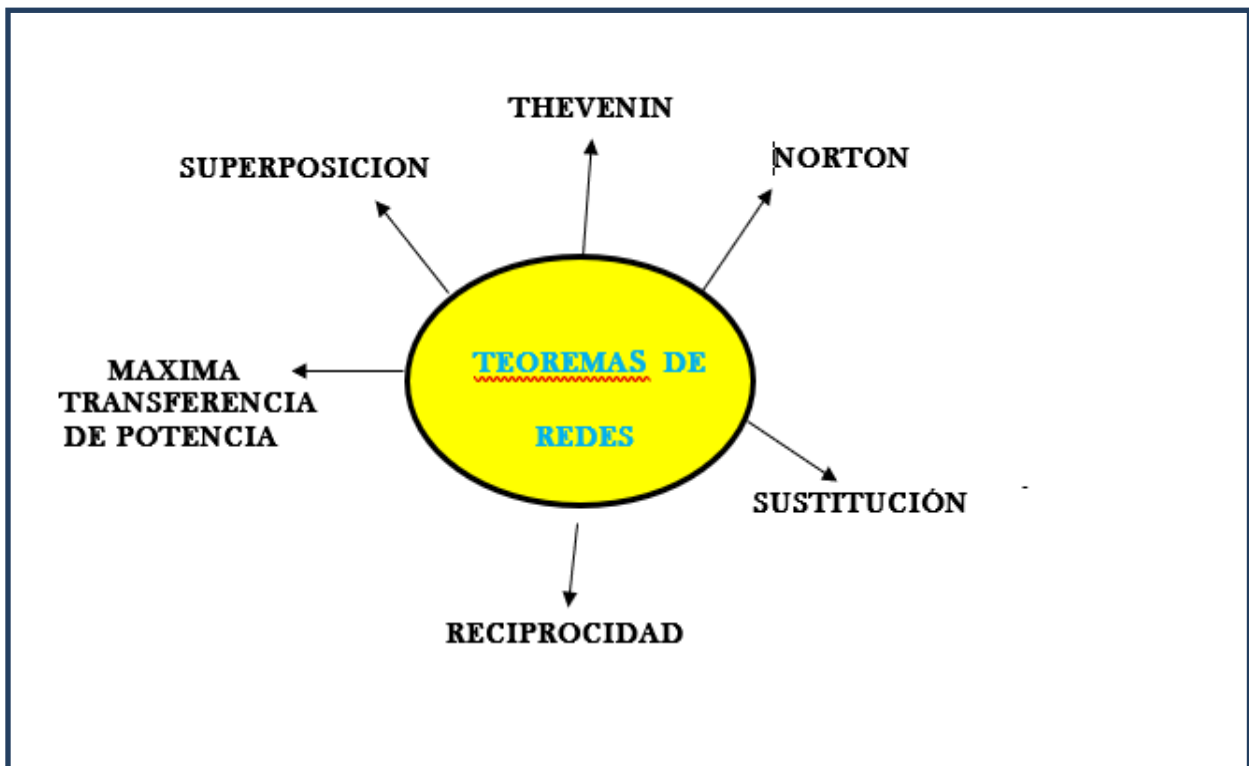 THEVENIN
NORTON
SUPERPOSICION
TEOREMAS DE
REDES
MAXIMA
TRANSFERENCIA
DE POTENCIA
SUSTITUCIÓN
RECIPROCIDAD